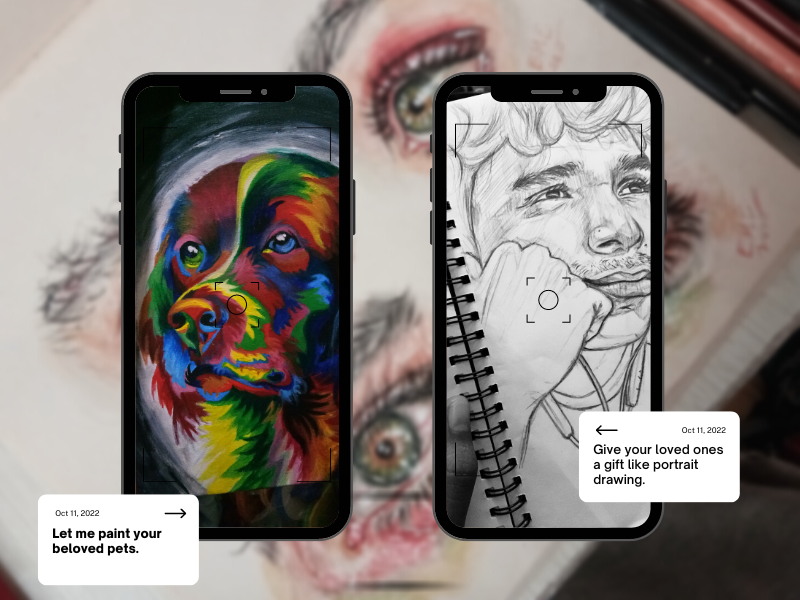 Oct 11, 2022
Give your loved ones
a gift like portrait
drawing.
Oct 11, 2022
Let me paint your
beloved pets.